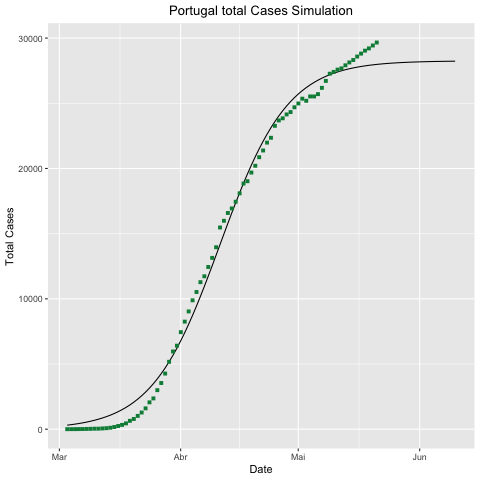 Portugal total Cases Simulation
30000
20000
10000
0
Total Cases
Mar
Abr
Mai
Jun
Date